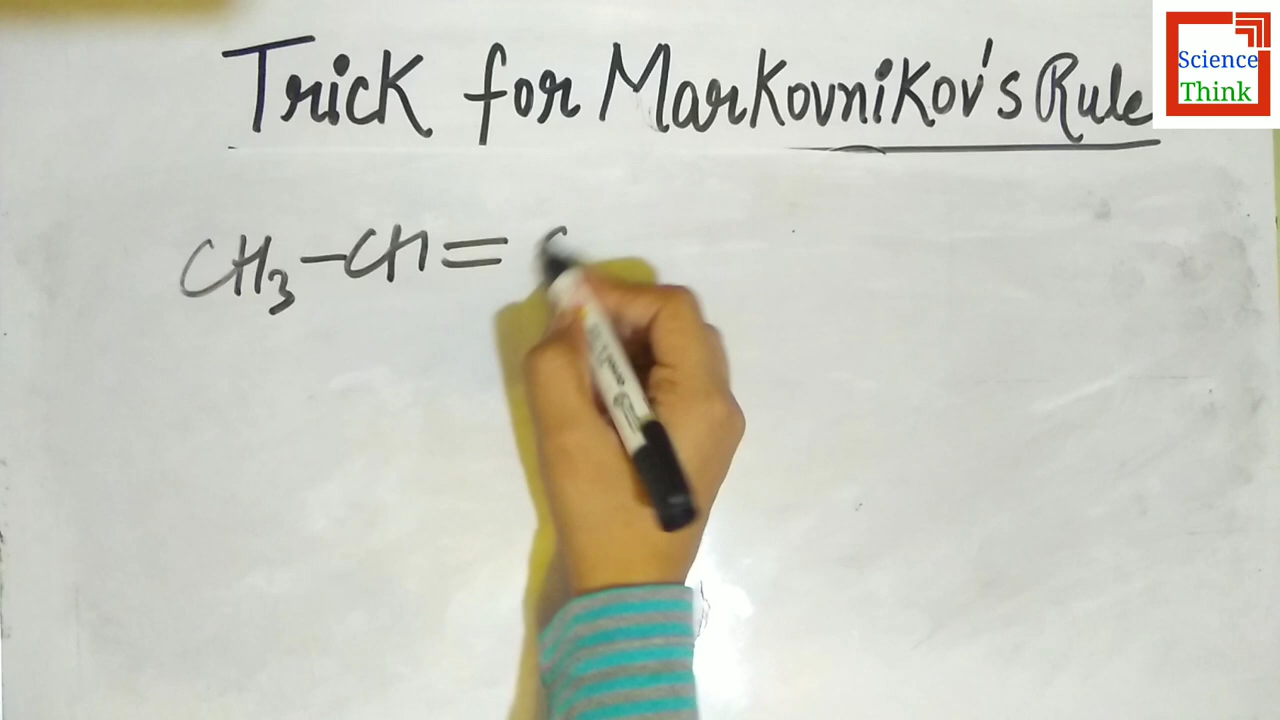 Trick for Markovnikov's Rule
Science
Think
CH₃-CH=